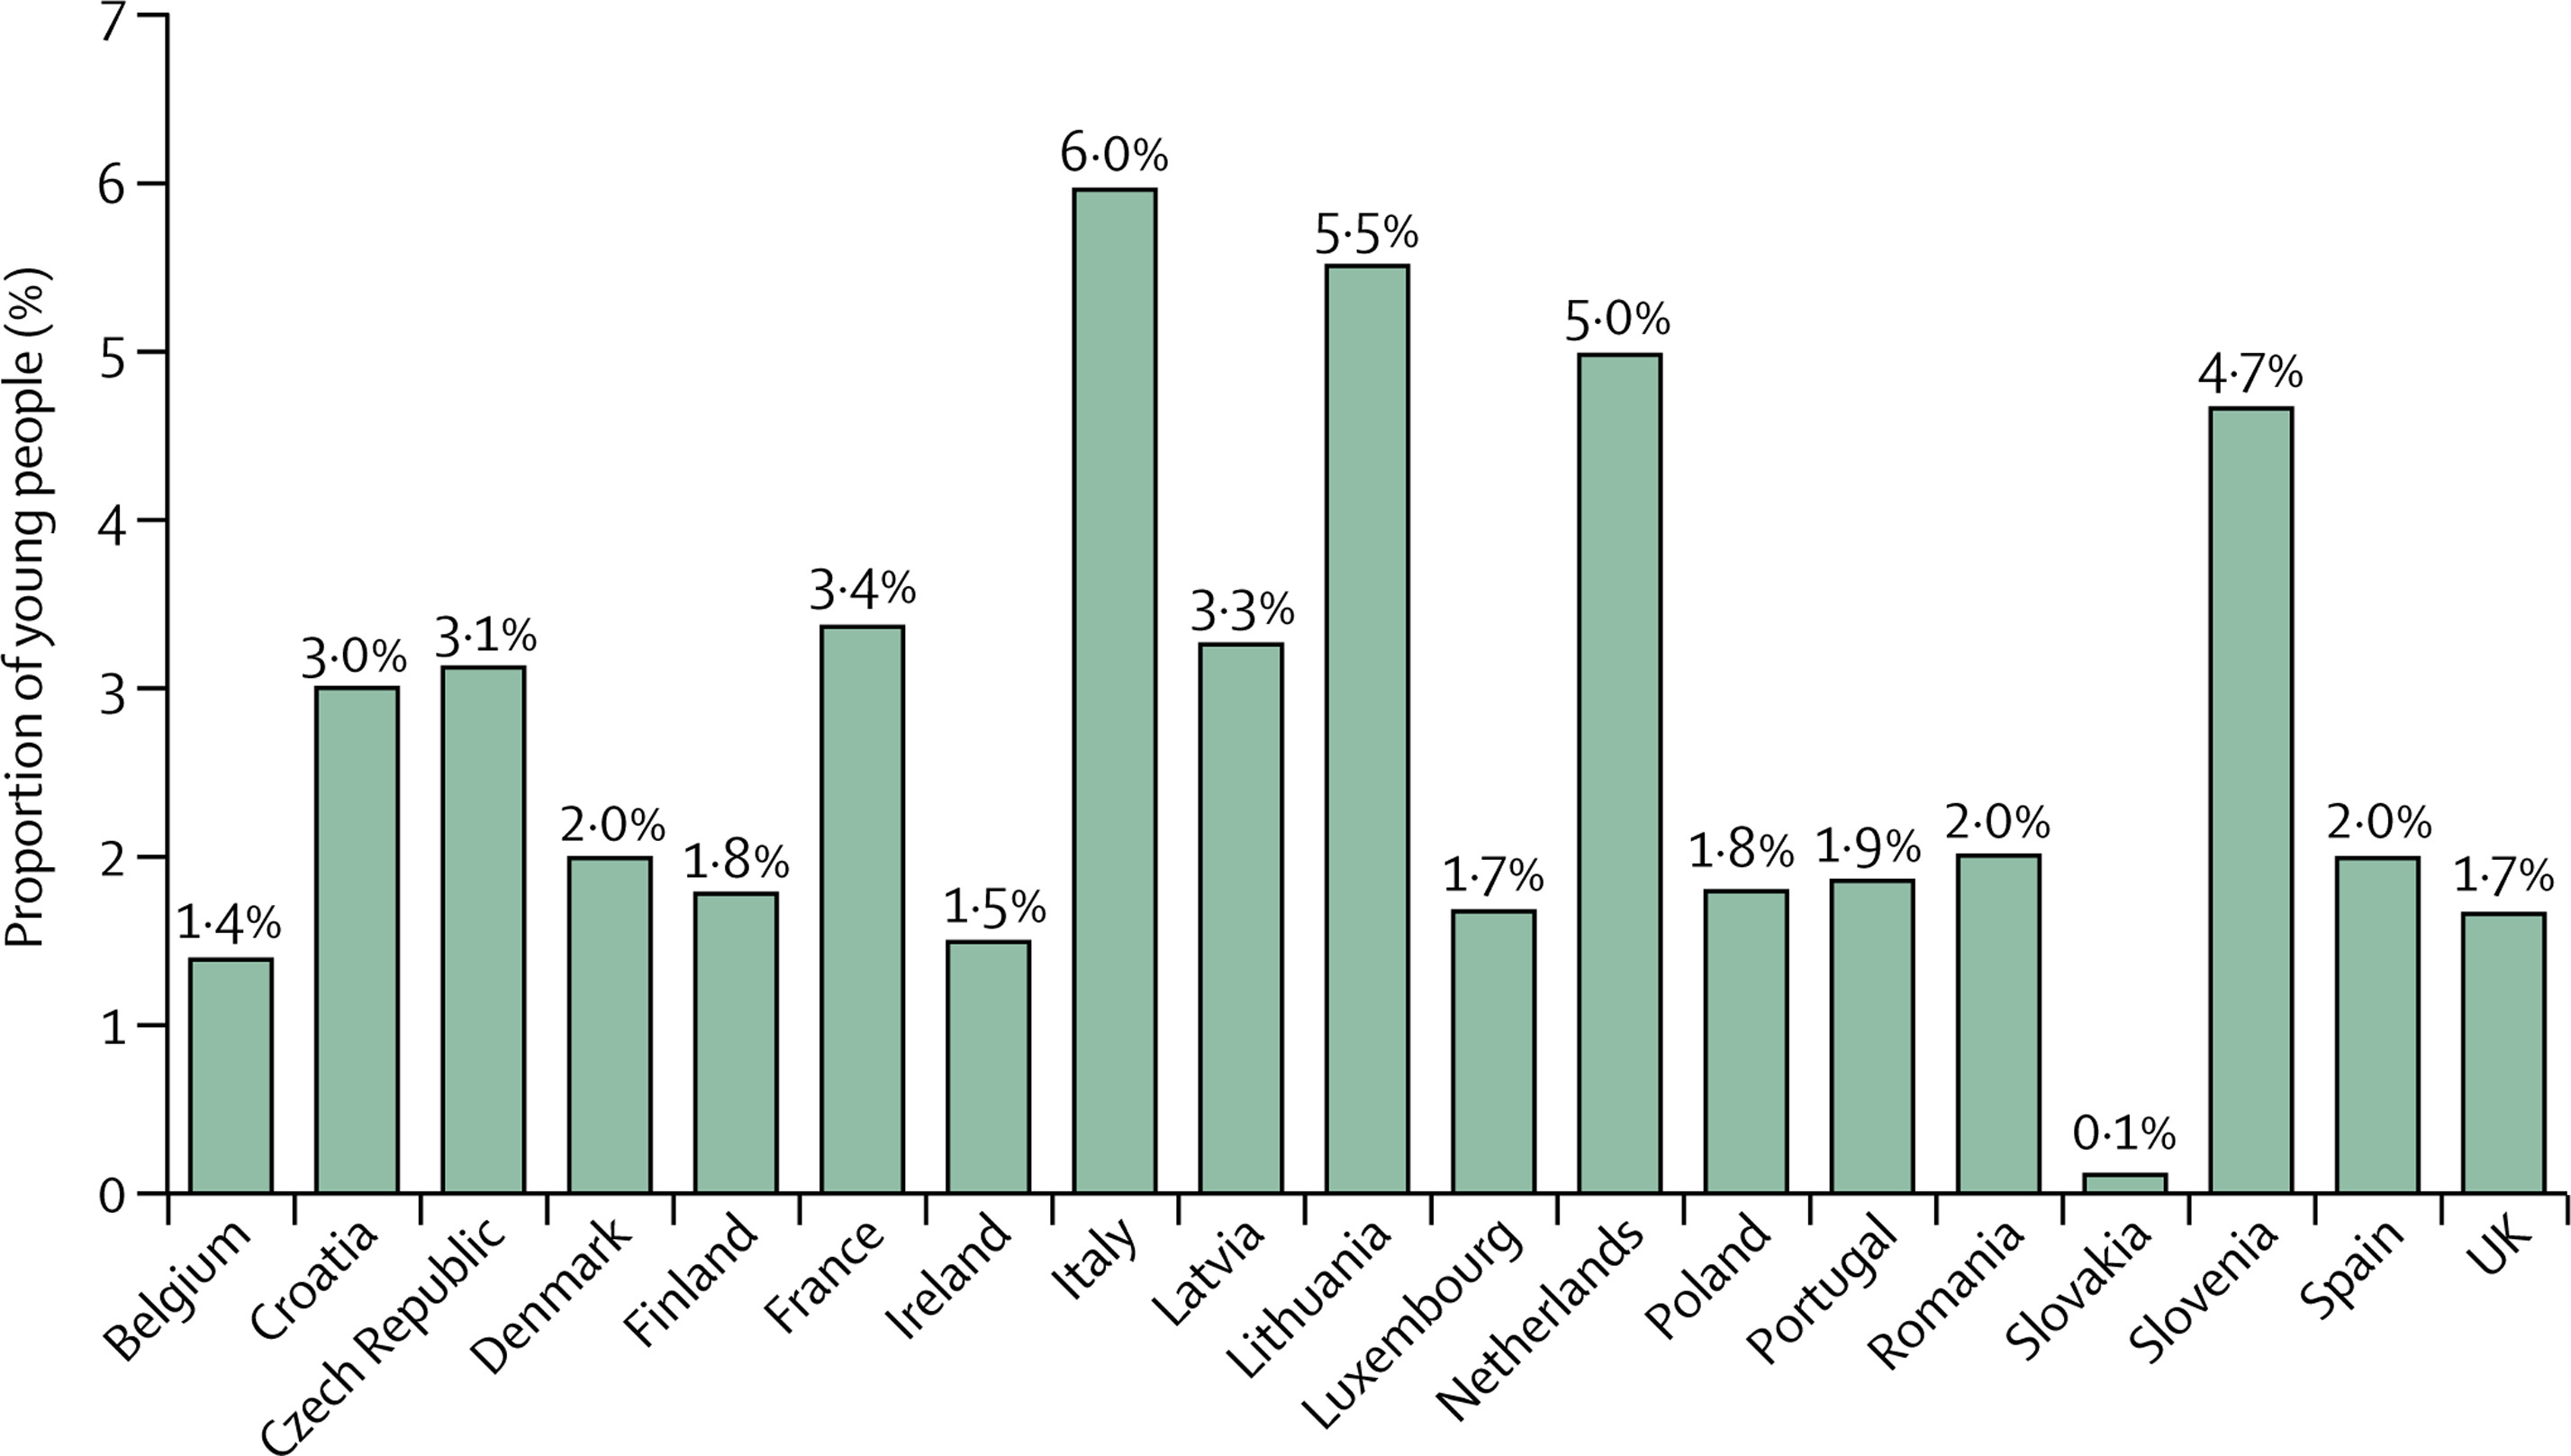 Proportion of young people (%)
7
6
5
4
3
2
1
0
1·4%
3·0%
3·1%
2·0%
1·8%
3·4%
1·5%
6·0%
3·3%
5·5%
1·7%
5·0%
1·8%
1·9%
2·0%
0·1%
4·7%
2·0%
1·7%
Belgium
Croatia
Czech Republic
Denmark
Finland
France
Ireland
Italy
Latvia
Lithuania
Luxembourg
Netherlands
Poland
Portugal
Romania
Slovakia
Slovenia
Spain
UK